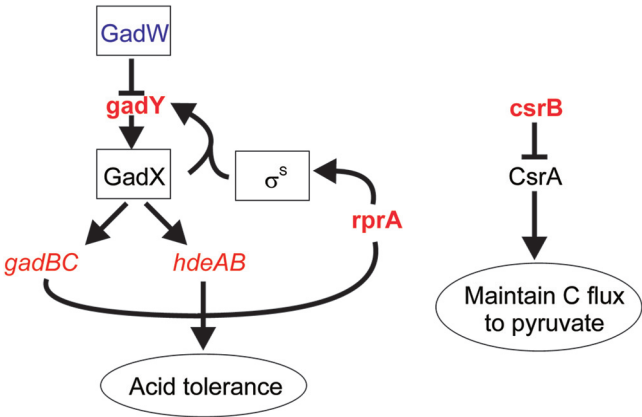 GadW
gadY
GadX
σˢ
rprA
gadBC
hdeAB
Acid tolerance
csrB
CsrA
Maintain C flux
to pyruvate